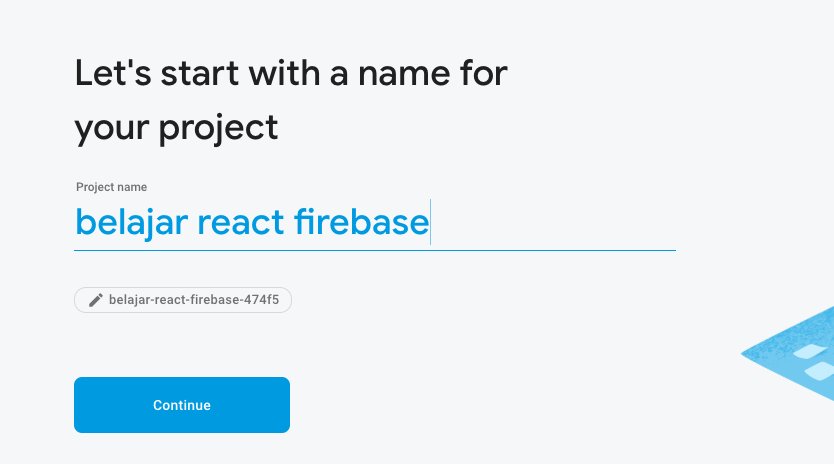 Let's start with a name for
your project
Project name
belajar react firebase
belajar-react-firebase-474f5
Continue